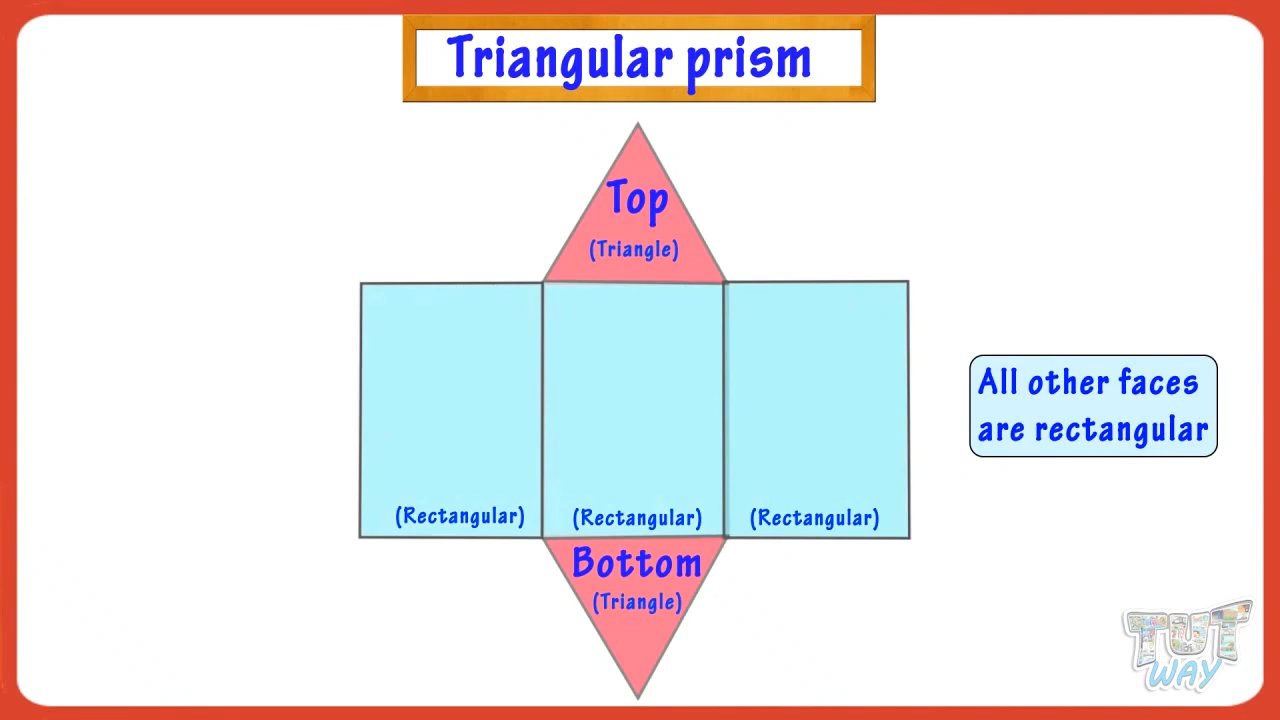 Triangular prism
Top
(Triangle)
All other faces
are rectangular
(Rectangular) (Rectangular) (Rectangular)
Bottom
(Triangle)
TUT
WAY